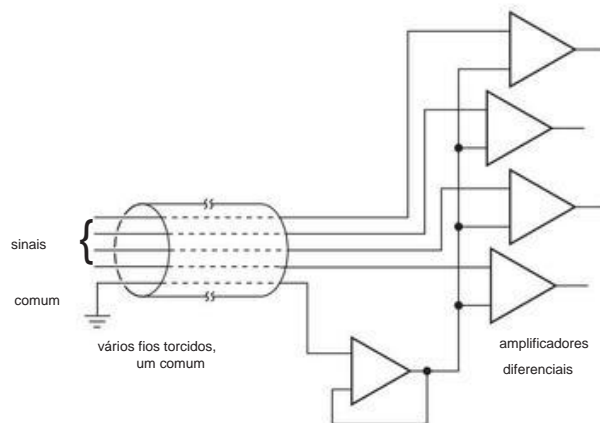 sinais
comum
vários fios torcidos,
um comum
amplificadores
diferenciais